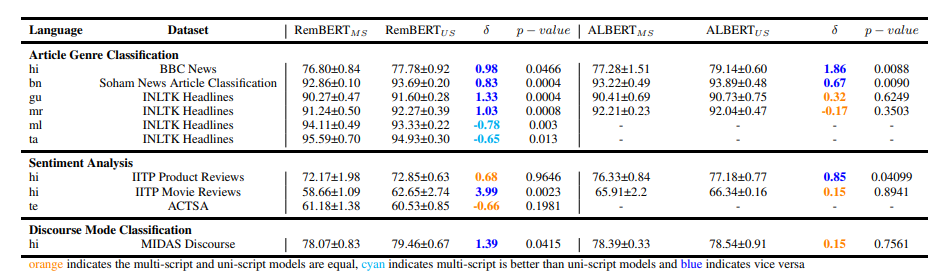 Language Dataset RemBERT_MS RemBERT_US δ p − value ALBERT_MS ALBERT_US δ p − value
Article Genre Classification
hi BBC News 76.80±0.84 77.78±0.92 0.98 0.0466 77.28±1.51 79.14±0.60 1.86 0.0088
bn Soham News Article Classification 92.86±0.10 93.69±0.20 0.83 0.0004 93.22±0.49 93.89±0.48 0.67 0.0090
gu INLTK Headlines 90.27±0.47 91.60±0.28 1.33 0.0004 90.41±0.69 90.73±0.75 0.32 0.6249
mr INLTK Headlines 91.24±0.50 92.27±0.39 1.03 0.0008 92.21±0.23 92.04±0.47 -0.17 0.3503
ml INLTK Headlines 94.11±0.49 93.33±0.22 -0.78 0.003 - - - -
ta INLTK Headlines 95.59±0.70 94.93±0.30 -0.65 0.013 - - - -
Sentiment Analysis
hi IITP Product Reviews 72.17±1.98 72.85±0.63 0.68 0.9646 76.33±0.84 77.18±0.77 0.85 0.04099
hi IITP Movie Reviews 58.66±1.09 62.65±2.74 3.99 0.0023 65.91±2.2 66.34±0.16 0.15 0.8941
te ACTSA 61.18±1.38 60.53±0.85 -0.66 0.1981 - - - -
Discourse Mode Classification
hi MIDAS Discourse 78.07±0.83 79.46±0.67 1.39 0.0415 78.39±0.33 78.54±0.91 0.15 0.7561
orange indicates the multi-script and uni-script models are equal, cyan indicates multi-script is better than uni-script models and blue indicates vice versa